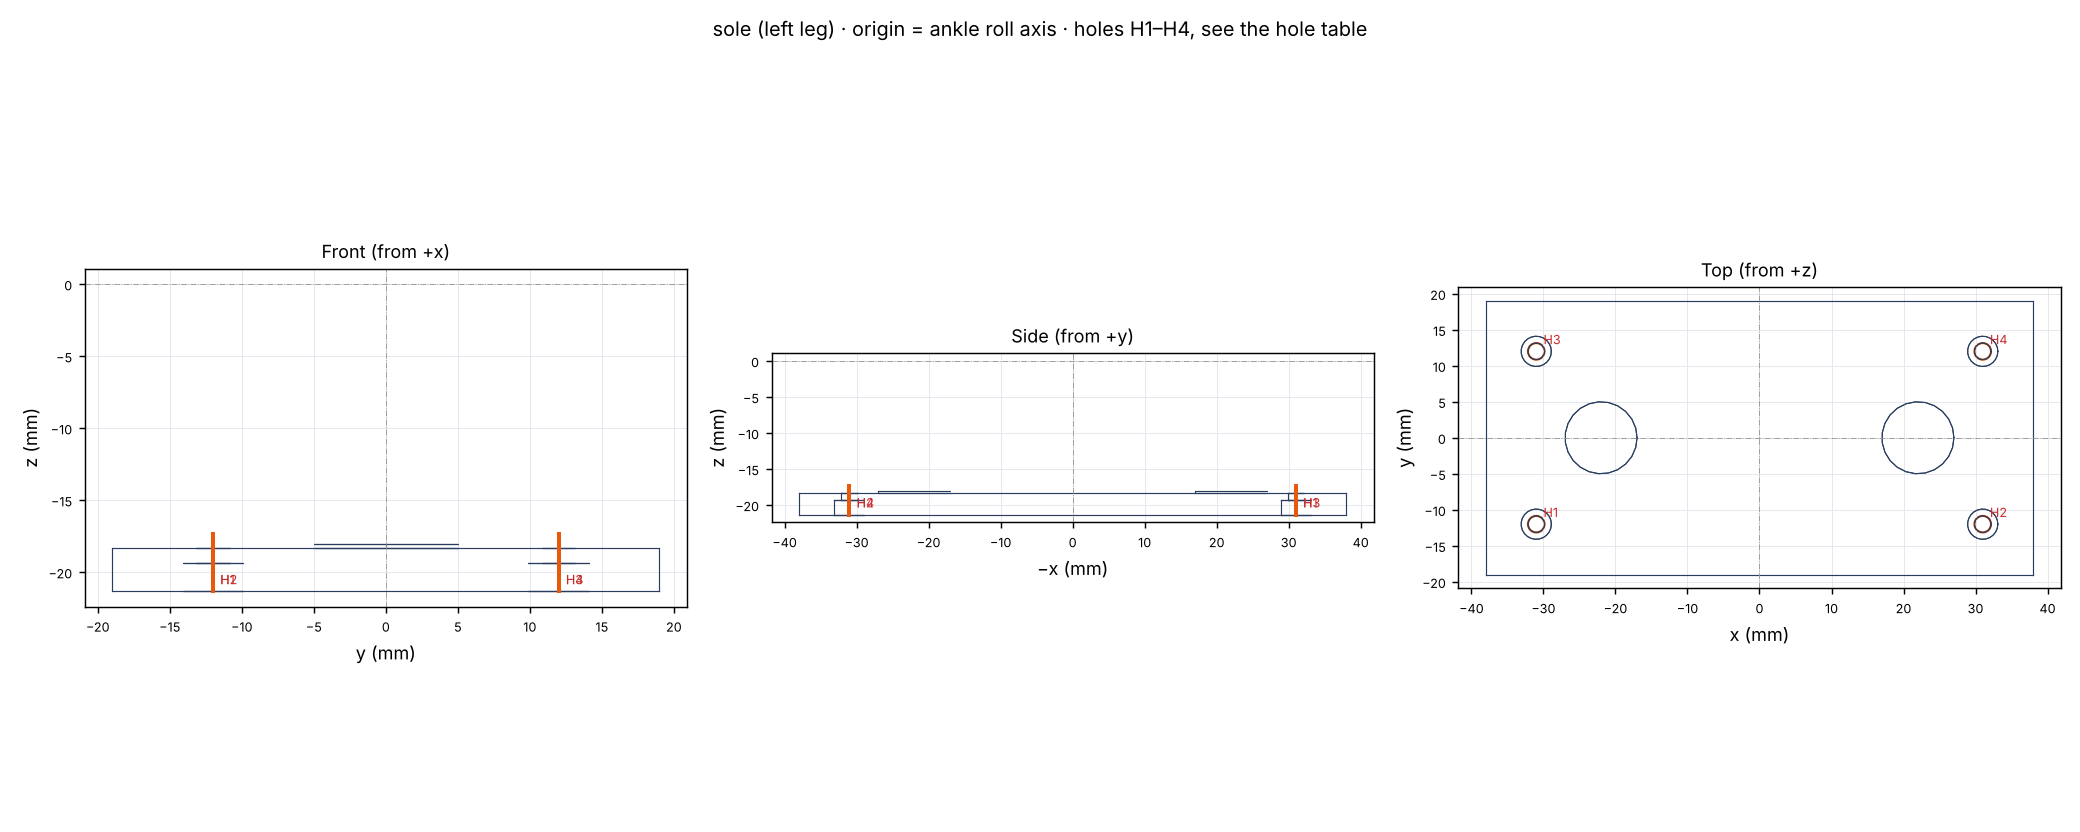 sole (left leg) · origin = ankle roll axis · holes H1–H4, see the hole table
Front (from +x)
0
−5
−10
−15
−20
z (mm)
−20 −15 −10 −5 0 5 10 15 20
y (mm)
Side (from +y)
0
−5
−10
−15
−20
z (mm)
−40 −30 −20 −10 0 10 20 30 40
−x (mm)
Top (from +z)
20
15
10
5
0
−5
−10
−15
−20
y (mm)
H3 H4
H1 H2
−40 −30 −20 −10 0 10 20 30 40
x (mm)